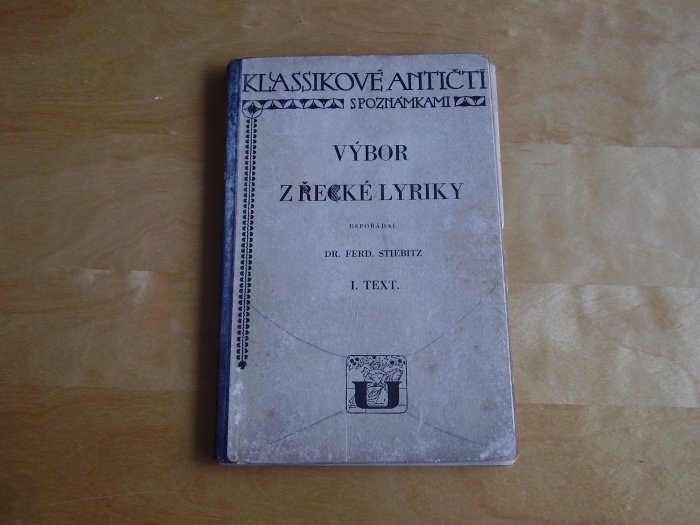 KLASSIKOVÉ ANTIČTÍ
S POZNÁMKAMI
VÝBOR
Z ŘECKÉ LYRIKY
USPOŘÁDAL
DR. FERD. STIEBITZ
I. TEXT.
U